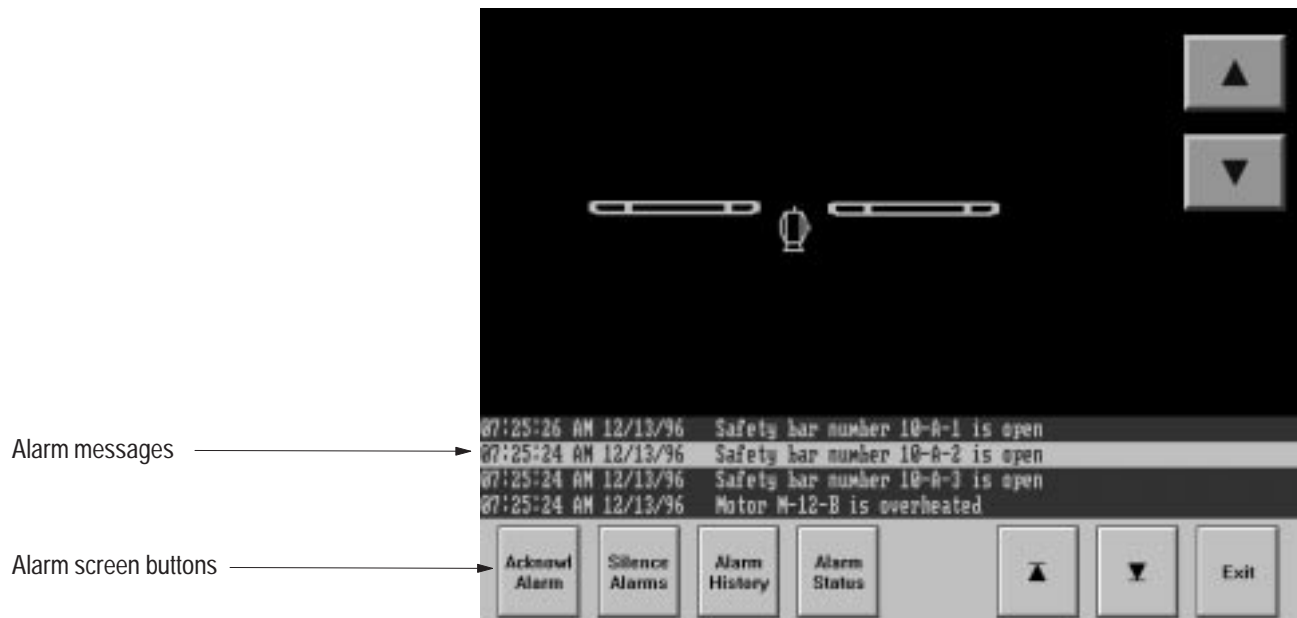 07:25:26 AM 12/13/96 Safety bar number 10-A-1 is open
Alarm messages
07:25:24 AM 12/13/96 Safety bar number 10-A-2 is open
07:25:24 AM 12/13/96 Safety bar number 10-A-3 is open
07:25:24 AM 12/13/96 Motor M-12-B is overheated
Alarm screen buttons
Acknowl
Alarm
Silence
Alarms
Alarm
History
Alarm
Status
Exit